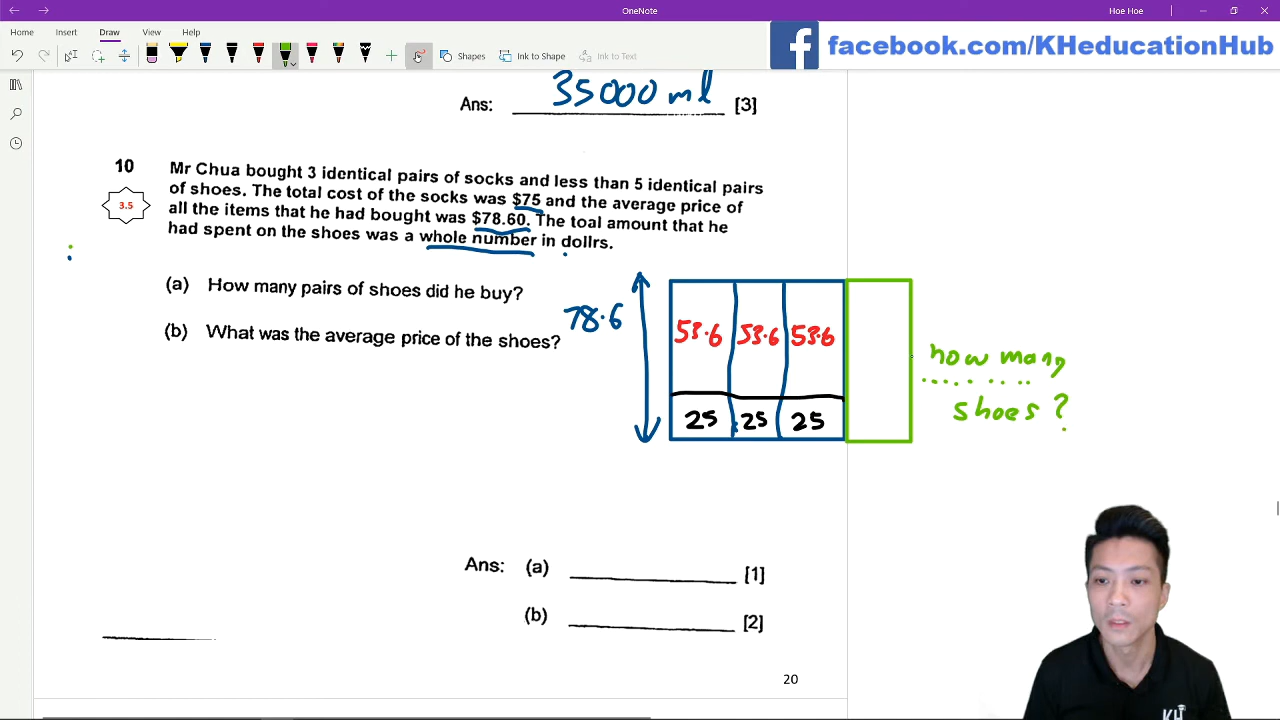 OneNote
Hoe Hoe
Home Insert Draw View Help
Shapes Ink to Shape Ink to Text
facebook.com/KHeducationHub
35000 ml
Ans: [3]
10 Mr Chua bought 3 identical pairs of socks and less than 5 identical pairs
of shoes. The total cost of the socks was $75 and the average price of
3.5
all the items that he had bought was $78.60. The toal amount that he
had spent on the shoes was a whole number in dollrs.
(a) How many pairs of shoes did he buy?
(b) What was the average price of the shoes?
78.6
53.6 53.6 53.6
25 25 25
how many
shoes?
Ans: (a) [1]
(b) [2]
20
KH